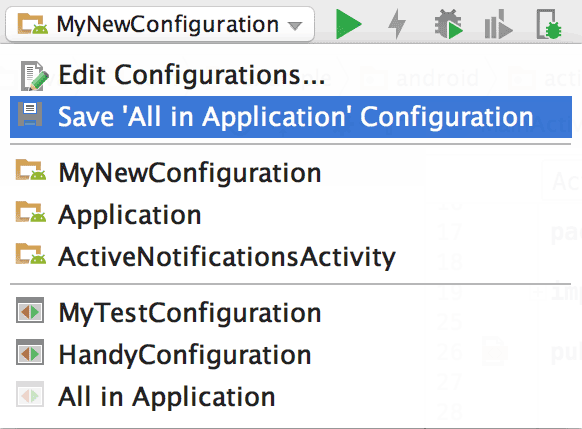 MyNewConfiguration
Edit Configurations...
Save 'All in Application' Configuration
MyNewConfiguration
Application
ActiveNotificationsActivity
MyTestConfiguration
HandyConfiguration
All in Application